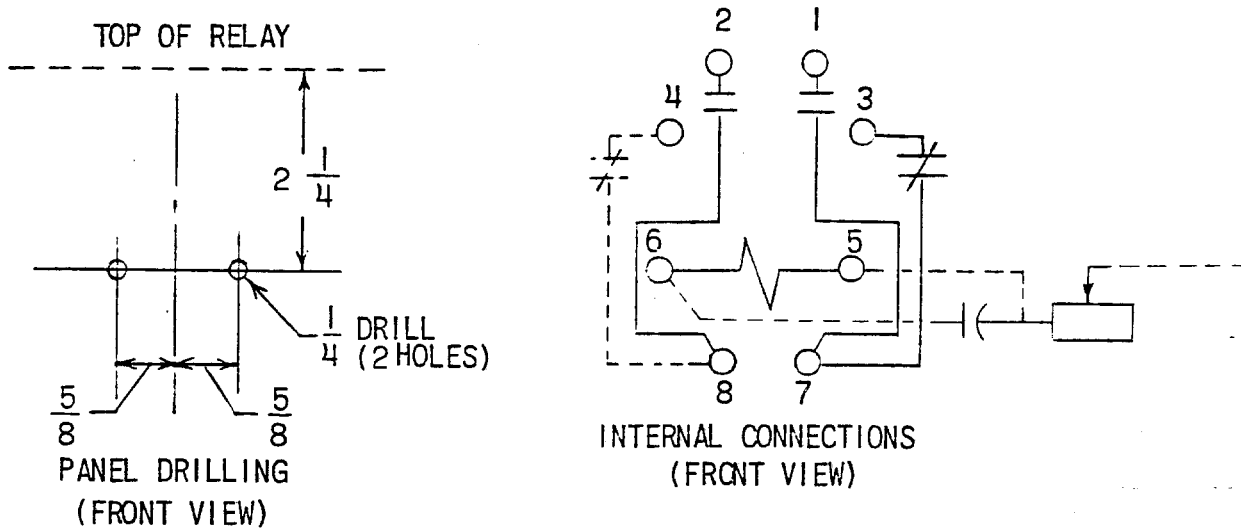 TOP OF RELAY
2 1/4
1/4 DRILL
(2 HOLES)
5/8
5/8
PANEL DRILLING
(FRONT VIEW)
2
1
4
3
6
5
8
7
INTERNAL CONNECTIONS
(FRONT VIEW)